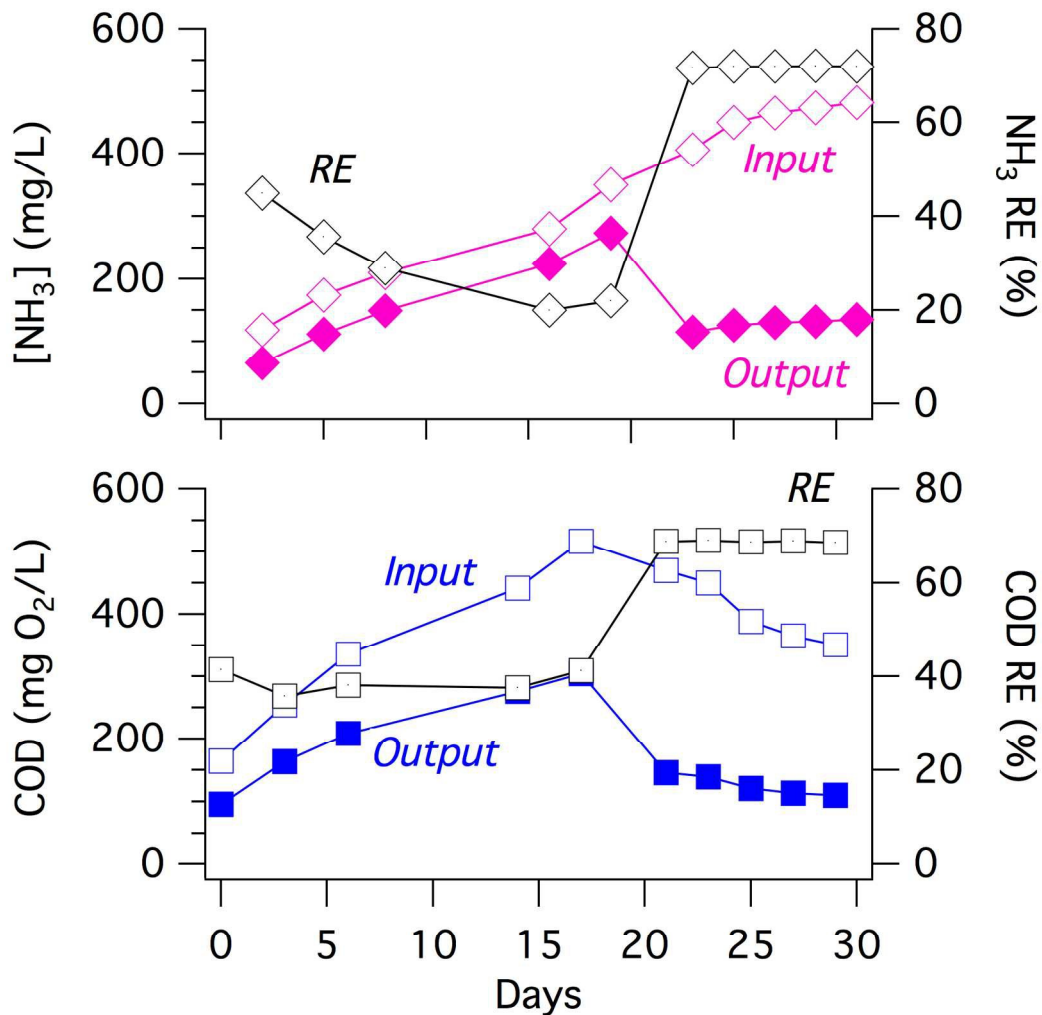 600
400
200
0
[NH₃] (mg/L)
RE
Input
Output
80
60
40
20
0
NH₃ RE (%)
600
400
200
0
COD (mg O₂/L)
RE
Input
Output
80
60
40
20
0
COD RE (%)
0 5 10 15 20 25 30
Days